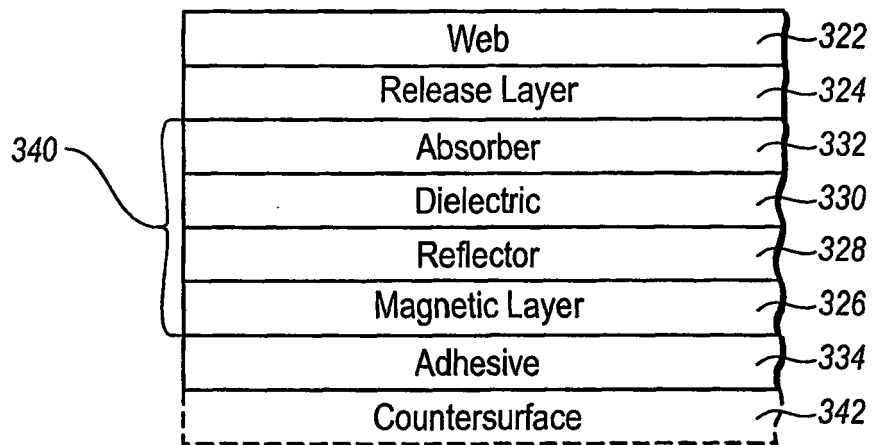 Web 322
Release Layer 324
340
Absorber 332
Dielectric 330
Reflector 328
Magnetic Layer 326
Adhesive 334
Countersurface 342